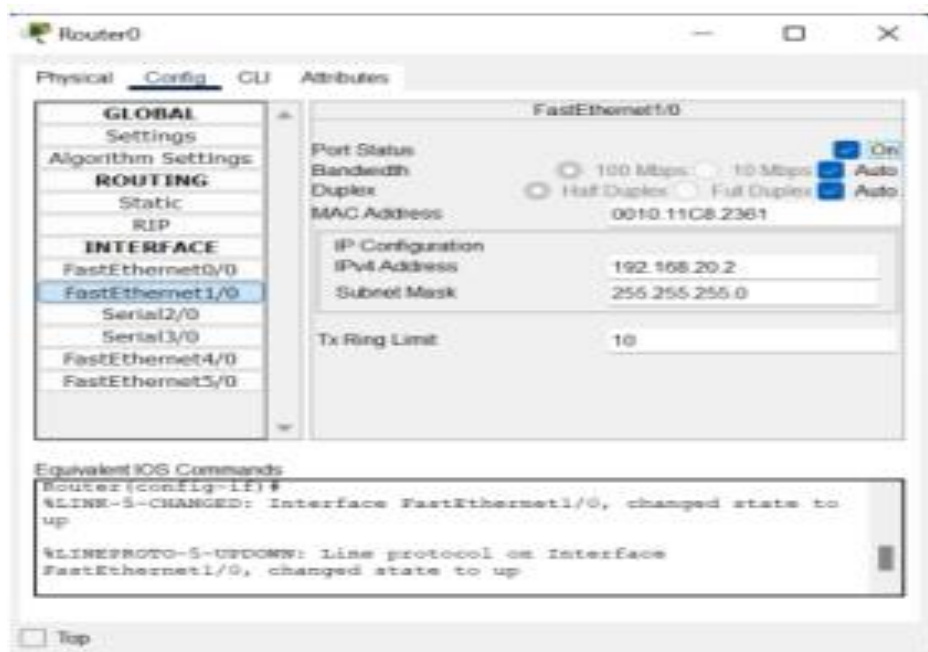 Router0
Physical Config CLI Attributes
GLOBAL
Settings
Algorithm Settings
ROUTING
Static
RIP
INTERFACE
FastEthernet0/0
FastEthernet1/0
Serial2/0
Serial3/0
FastEthernet4/0
FastEthernet5/0
FastEthernet1/0
Port Status On
Bandwidth 100 Mbps 10 Mbps Auto
Duplex Half Duplex Full Duplex Auto
MAC Address 0010.11C8.2361
IP Configuration
IPv4 Address 192.168.20.2
Subnet Mask 255.255.255.0
Tx Ring Limit 10
Equivalent IOS Commands
Router(config-if)#
%LINK-5-CHANGED: Interface FastEthernet1/0, changed state to
up
%LINEPROTO-5-UPDOWN: Line protocol on Interface
FastEthernet1/0, changed state to up
Top